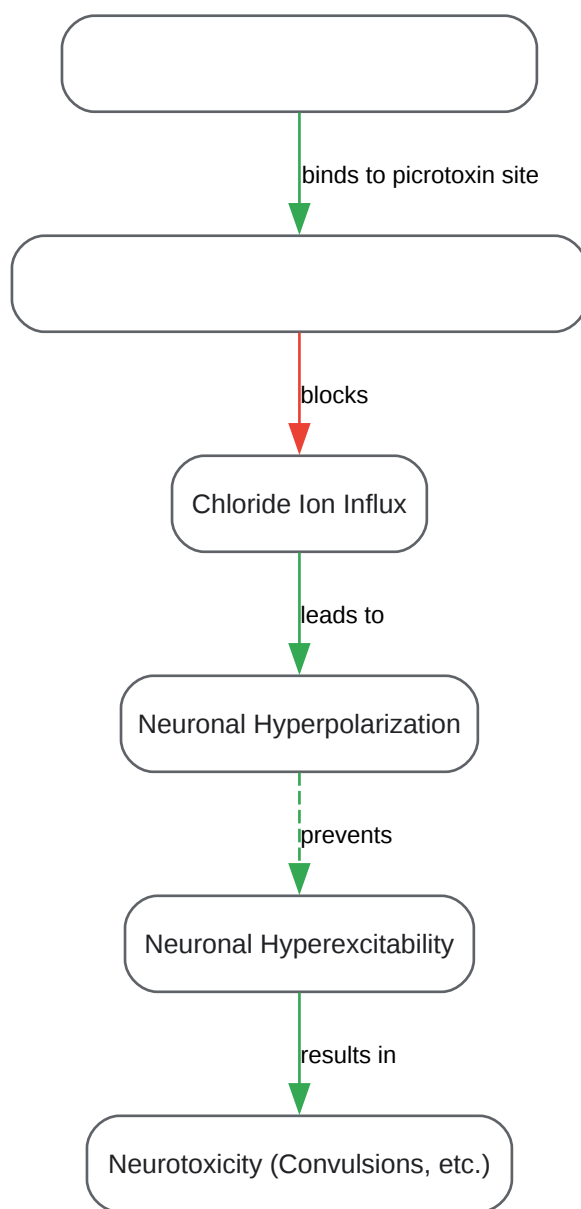 binds to picrotoxin site
blocks
Chloride Ion Influx
leads to
Neuronal Hyperpolarization
prevents
Neuronal Hyperexcitability
results in
Neurotoxicity (Convulsions, etc.)